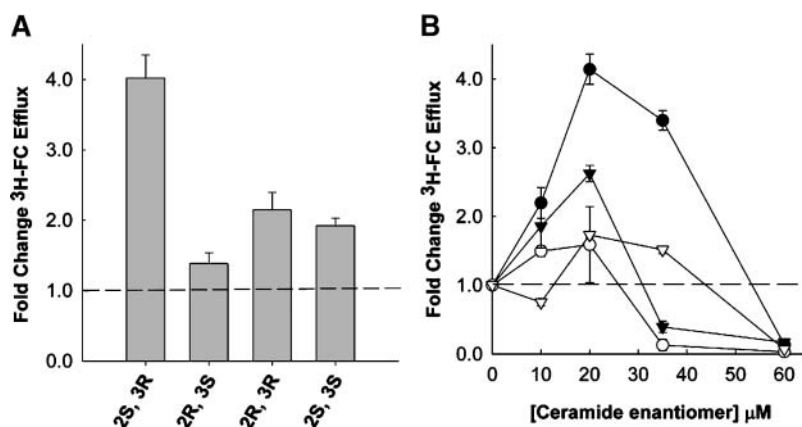 A
Fold Change ³H-FC Efflux
4.0
3.0
2.0
1.0
0.0
2S, 3R
2R, 3S
2R, 3R
2S, 3S
B
Fold Change ³H-FC Efflux
4.0
3.0
2.0
1.0
0.0
0 10 20 30 40 50 60
[Ceramide enantiomer] μM